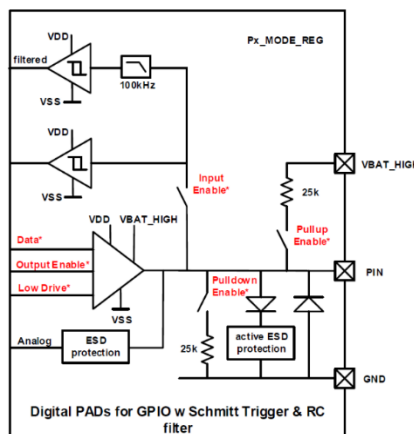 Px_MODE_REG
VDD
filtered
VSS
100kHz
VDD
VSS
VBAT_HIGH
25k
Input
Enable*
Pullup
Enable*
VDD
VBAT_HIGH
Data*
Output Enable*
Low Drive*
VSS
PIN
Pulldown
Enable*
Analog
ESD
protection
25k
active ESD
protection
GND
Digital PADs for GPIO w Schmitt Trigger & RC
filter